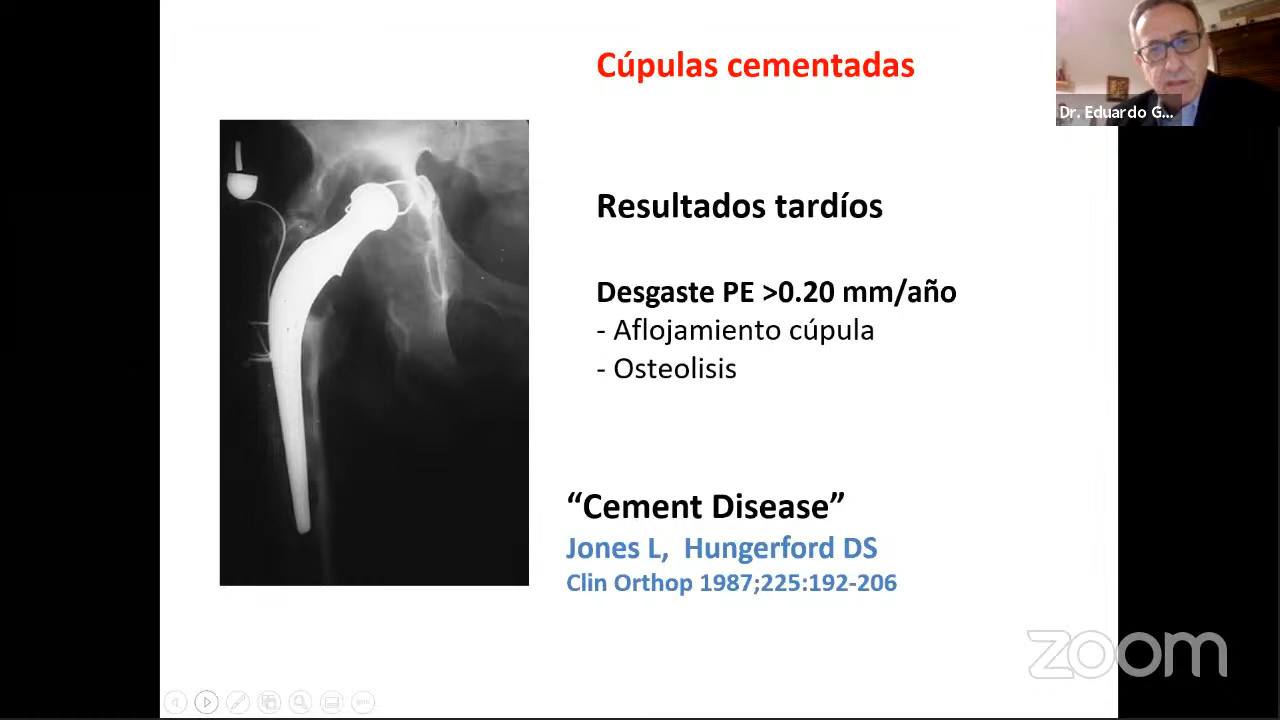 Cúpulas cementadas
Dr. Eduardo G...
Resultados tardíos
Desgaste PE >0.20 mm/año
- Aflojamiento cúpula
- Osteolisis
“Cement Disease”
Jones L, Hungerford DS
Clin Orthop 1987;225:192-206
zoom